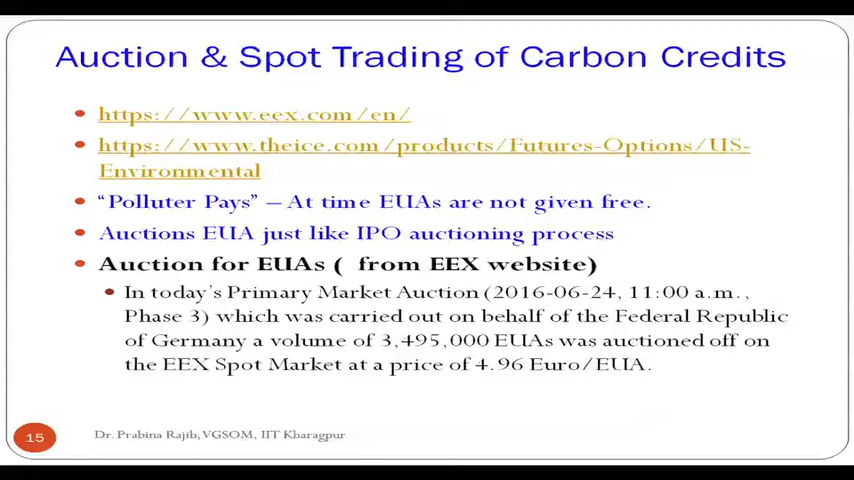 Auction & Spot Trading of Carbon Credits
https://www.eex.com/en/
https://www.theice.com/products/Futures-Options/US-
Environmental
“Polluter Pays” – At time EUAs are not given free.
Auctions EUA just like IPO auctioning process
Auction for EUAs ( from EEX website)
In today's Primary Market Auction (2016-06-24, 11:00 a.m.,
Phase 3) which was carried out on behalf of the Federal Republic
of Germany a volume of 3,495,000 EUAs was auctioned off on
the EEX Spot Market at a price of 4.96 Euro/EUA.
15
Dr. Prabina Rajib, VGSOM, IIT Kharagpur